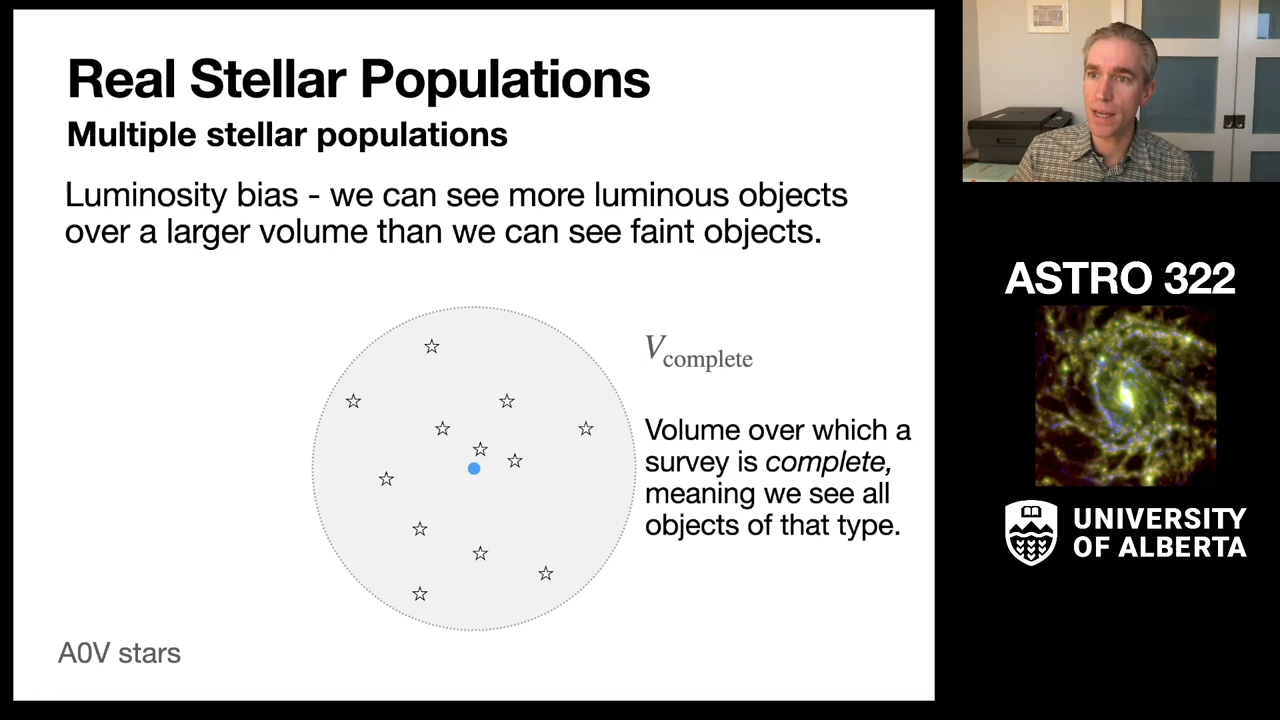 Real Stellar Populations
Multiple stellar populations
Luminosity bias - we can see more luminous objects
over a larger volume than we can see faint objects.
Vcomplete
Volume over which a
survey is complete,
meaning we see all
objects of that type.
A0V stars
ASTRO 322
UNIVERSITY
OF ALBERTA